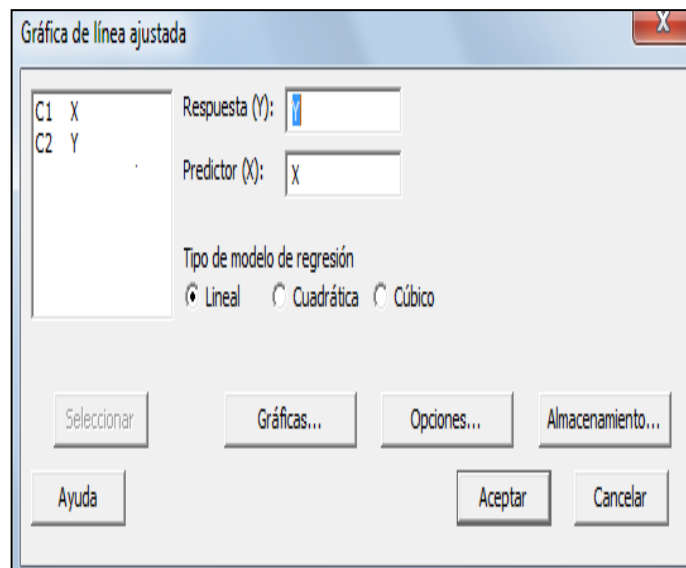 Gráfica de línea ajustada
X
C1 X
C2 Y
Respuesta (Y): Y
Predictor (X): X
Tipo de modelo de regresión
Lineal Cuadrática Cúbico
Seleccionar Gráficas... Opciones... Almacenamiento...
Ayuda Aceptar Cancelar